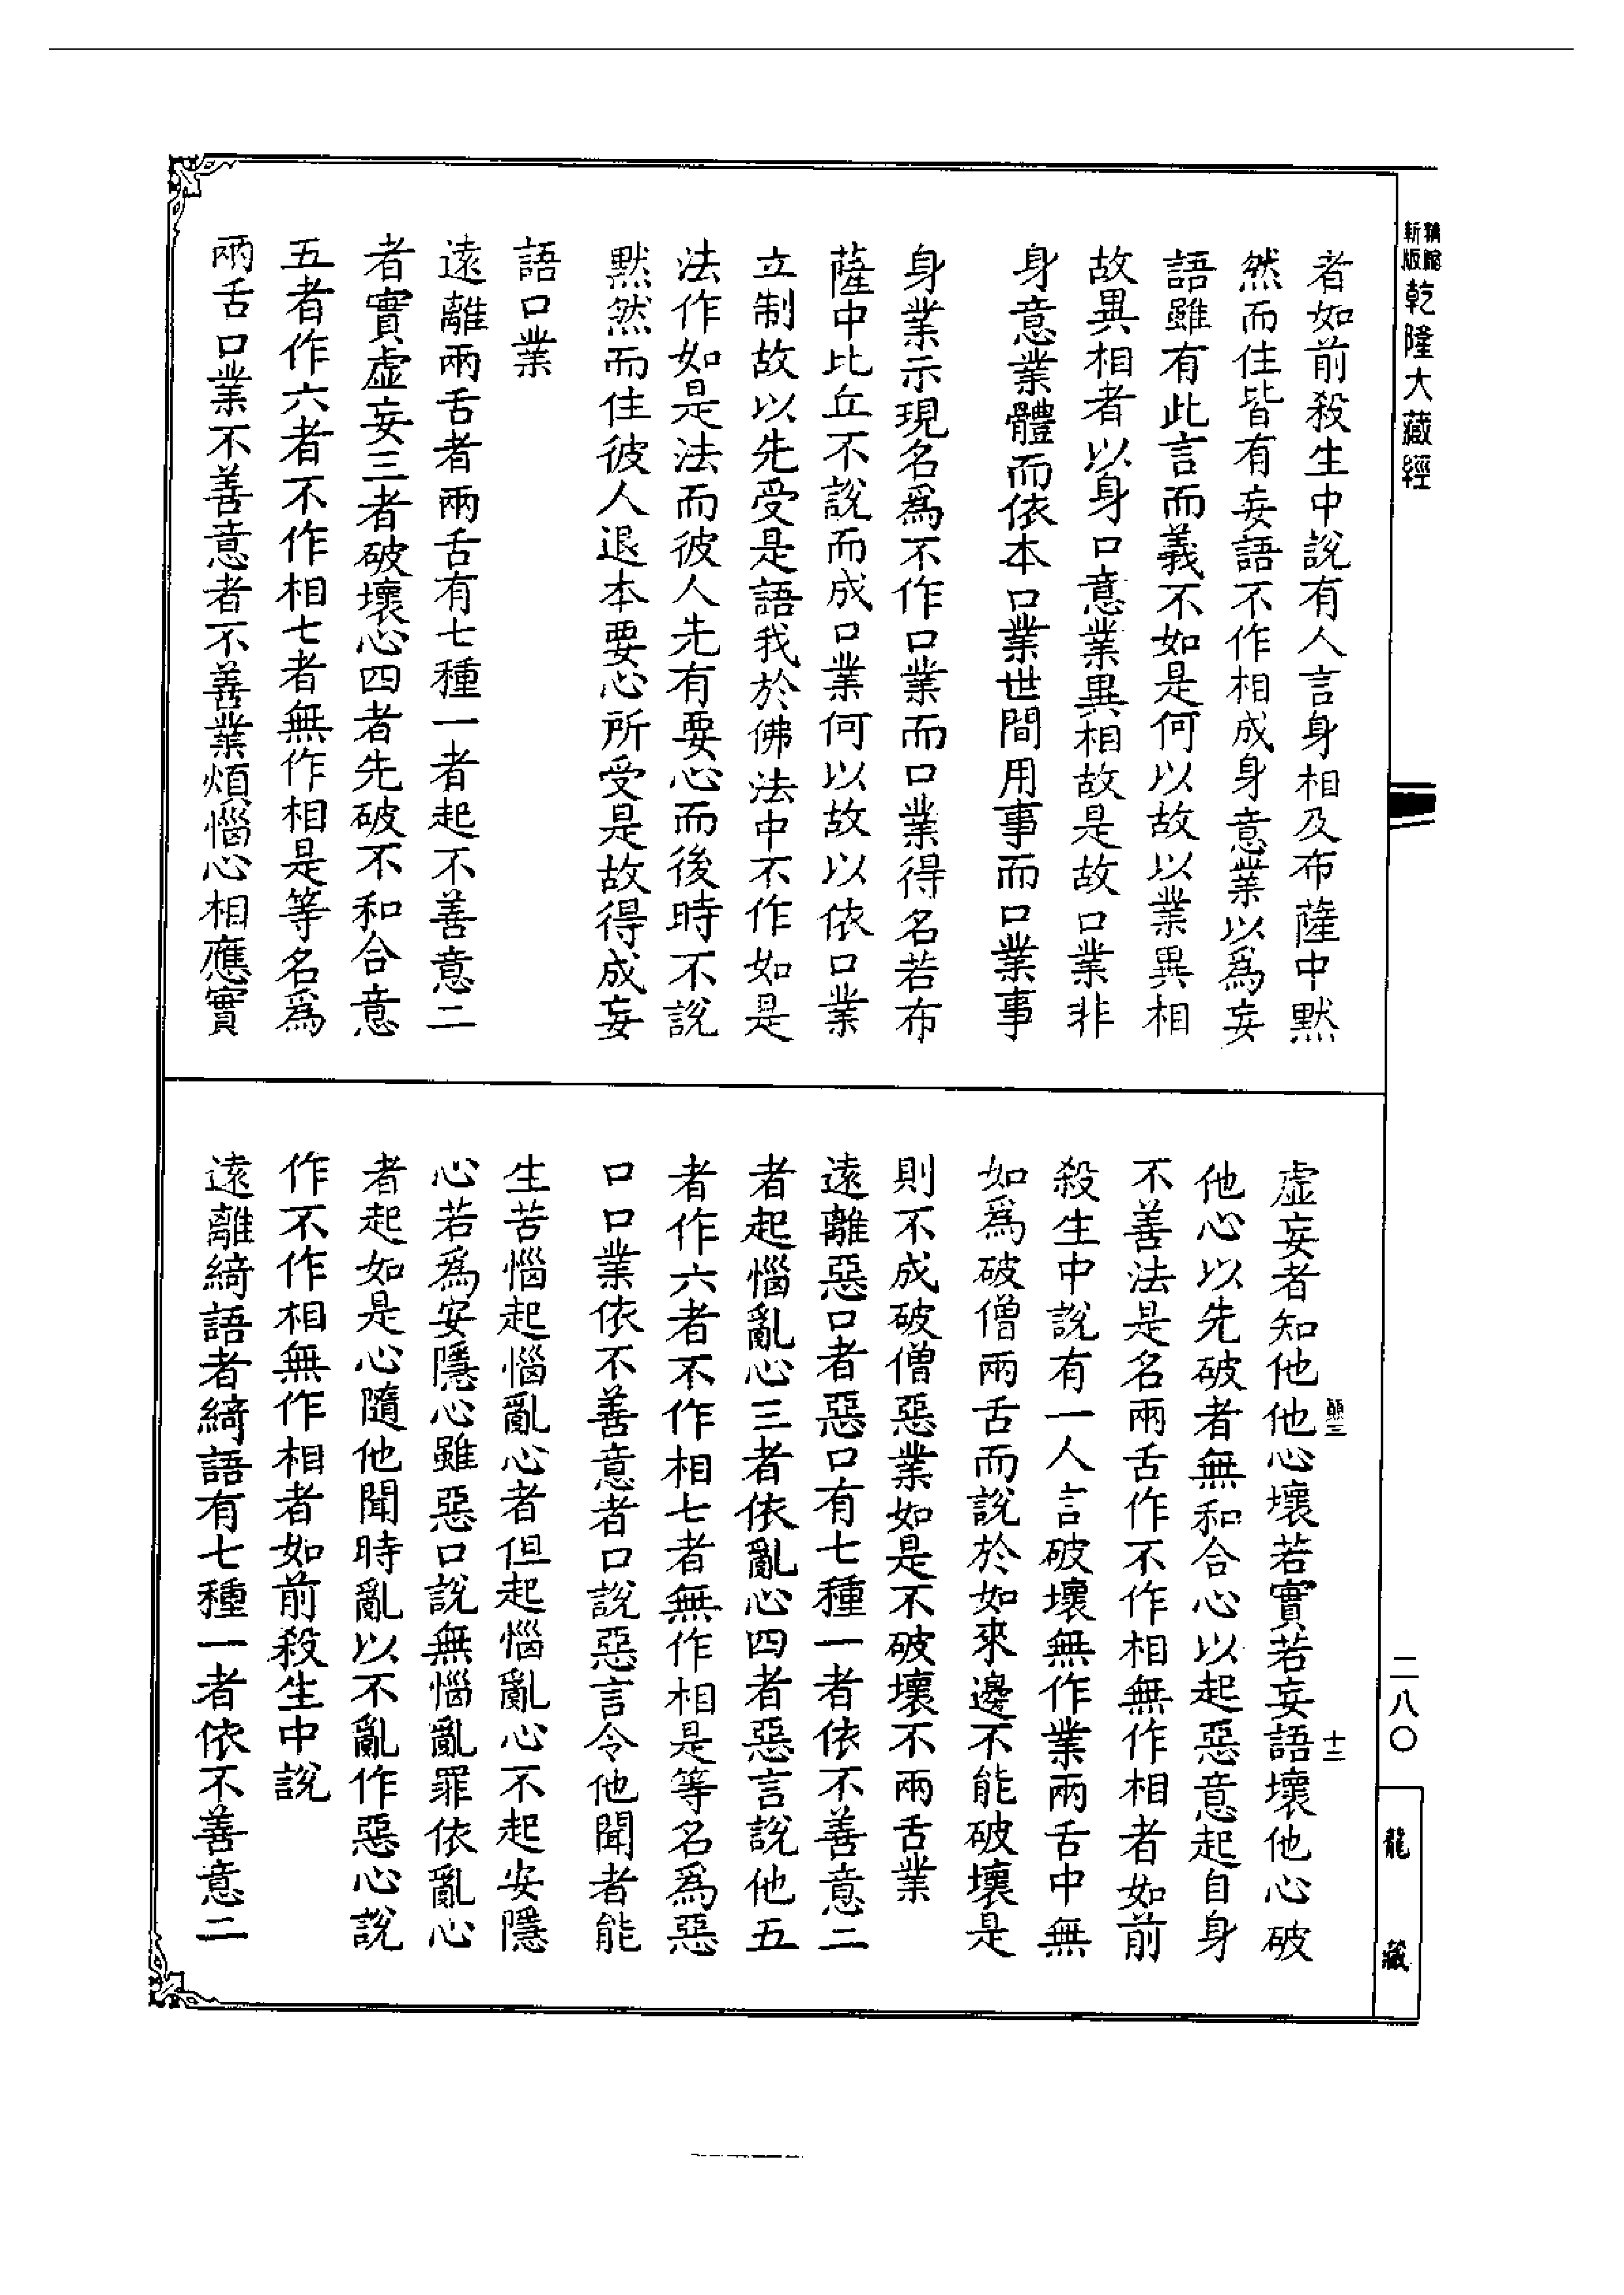 精縮新版乾隆大藏經
者如前殺生中說有人言身相及布薩中默
然而住皆有妄語不作相成身意業以爲妄
語雖有此言而義不如是何以故以業異相
故異相者以身口意業異相故是故口業非
身意業體而依本口業世間用事而口業事
身業示現名爲不作口業而口業得名若布
薩中比丘不說而成口業何以故以依口業
立制故以先受是語我於佛法中不作如是
法作如是法而彼人先有要心而後時不說
默然而住彼人退本要心所受是故得成妄
語口業
遠離兩舌者兩舌有七種一者起不善意二
者實虛妄三者破壞心四者先破不和合意
五者作六者不作相七者無作相是等名爲
兩舌口業不善意者不善業煩惱心相應實
虛妄者知他他心壞若實若妄語壞他心破
他心以先破者無和合心以起惡意起自身
不善法是名兩舌作不作相無作相者如前
殺生中說有一人言破壞無作業兩舌中無
如爲破僧兩舌而說於如來邊不能破壞是
則不成破僧惡業如是不破壞不兩舌業
遠離惡口者惡口有七種一者依不善意二
者起惱亂心三者依亂心四者惡言說他五
者作六者不作相七者無作相是等名爲惡
口口業依不善意者口說惡言令他聞者能
生苦惱起惱亂心者但起惱亂心不起安隱
心若爲安隱心雖惡口說無惱亂罪依亂心
者起如是心隨他聞時亂以不亂作惡心說
作不作相無作相者如前殺生中說
遠離綺語者綺語有七種一者依不善意二
十三
二八〇
龍藏